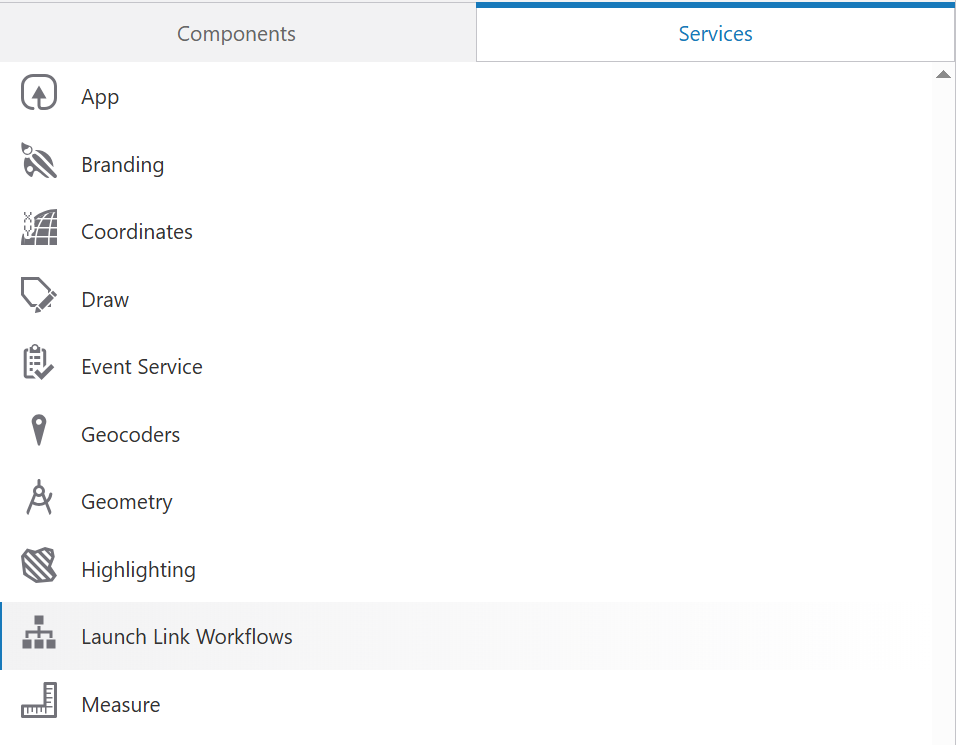 Components
Services
App
Branding
Coordinates
Draw
Event Service
Geocoders
Geometry
Highlighting
Launch Link Workflows
Measure